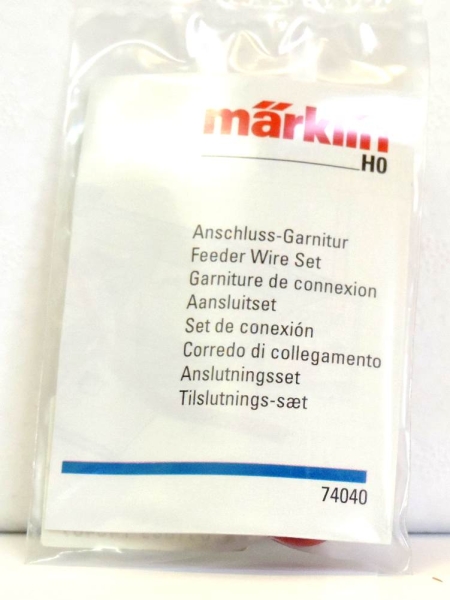 märklin
H0
Anschluss-Garnitur
Feeder Wire Set
Garniture de connexion
Aansluitset
Set de conexión
Corredo di collegamento
Anslutningsset
Tilslutnings-sæt
74040